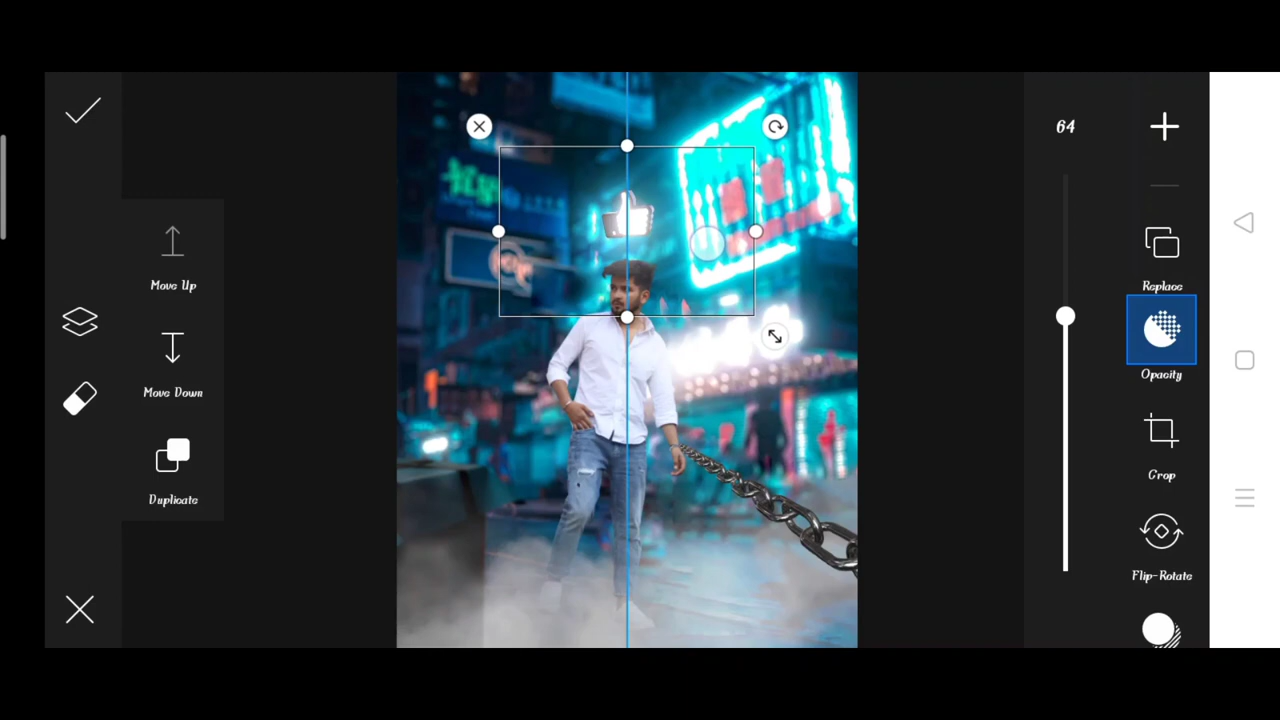 64
Move Up
Replace
Move Down
Opacity
Crop
Duplicate
Flip-Rotate